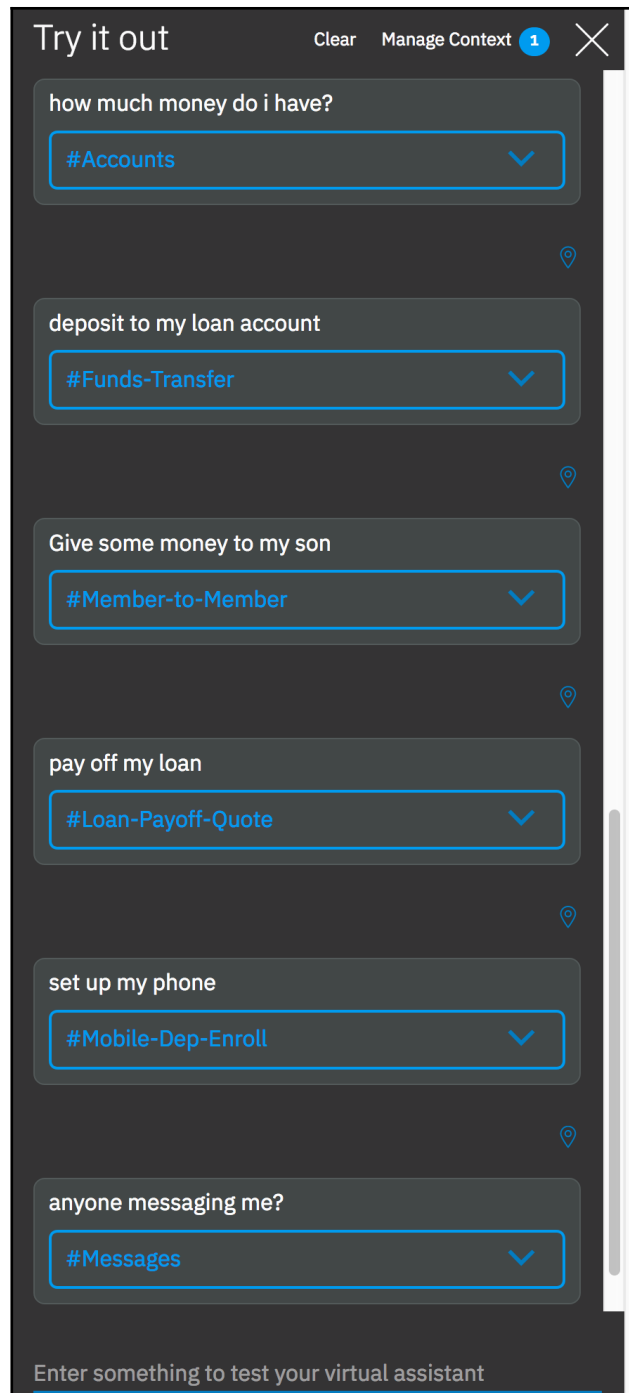 Try it out
Clear
Manage Context 1
how much money do i have?
#Accounts
deposit to my loan account
#Funds-Transfer
Give some money to my son
#Member-to-Member
pay off my loan
#Loan-Payoff-Quote
set up my phone
#Mobile-Dep-Enroll
anyone messaging me?
#Messages
Enter something to test your virtual assistant